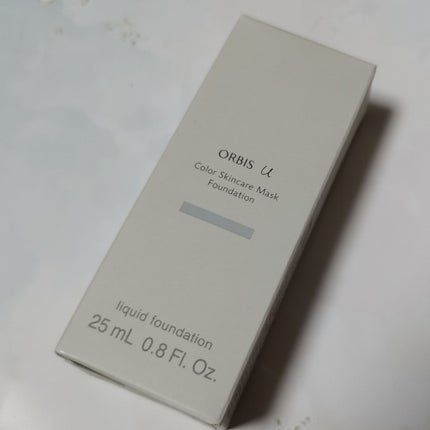 ORBIS u
Color Skincare Mask
Foundation
liquid foundation
25 mL 0.8 Fl. Oz.